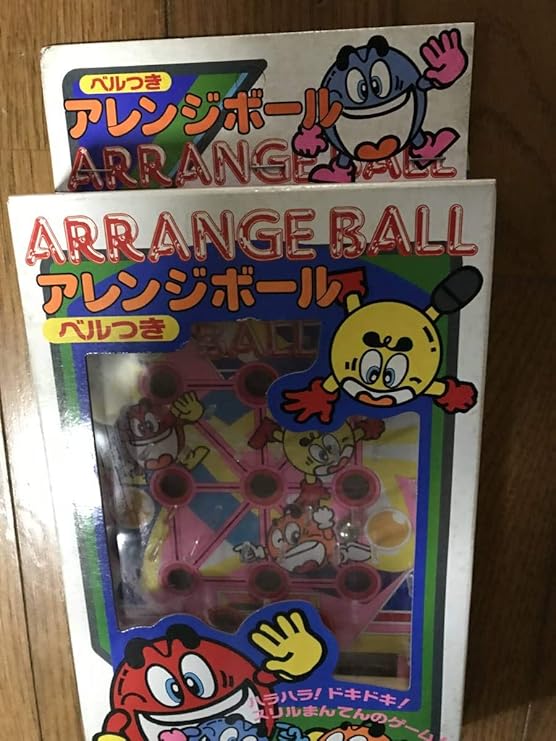 ベルつき
アレンジボール
ARRANGE BALL
ARRANGE BALL
アレンジボール
ベルつき
BALL
ハラハラ!ドキドキ!
スリルまんてんのゲーム!